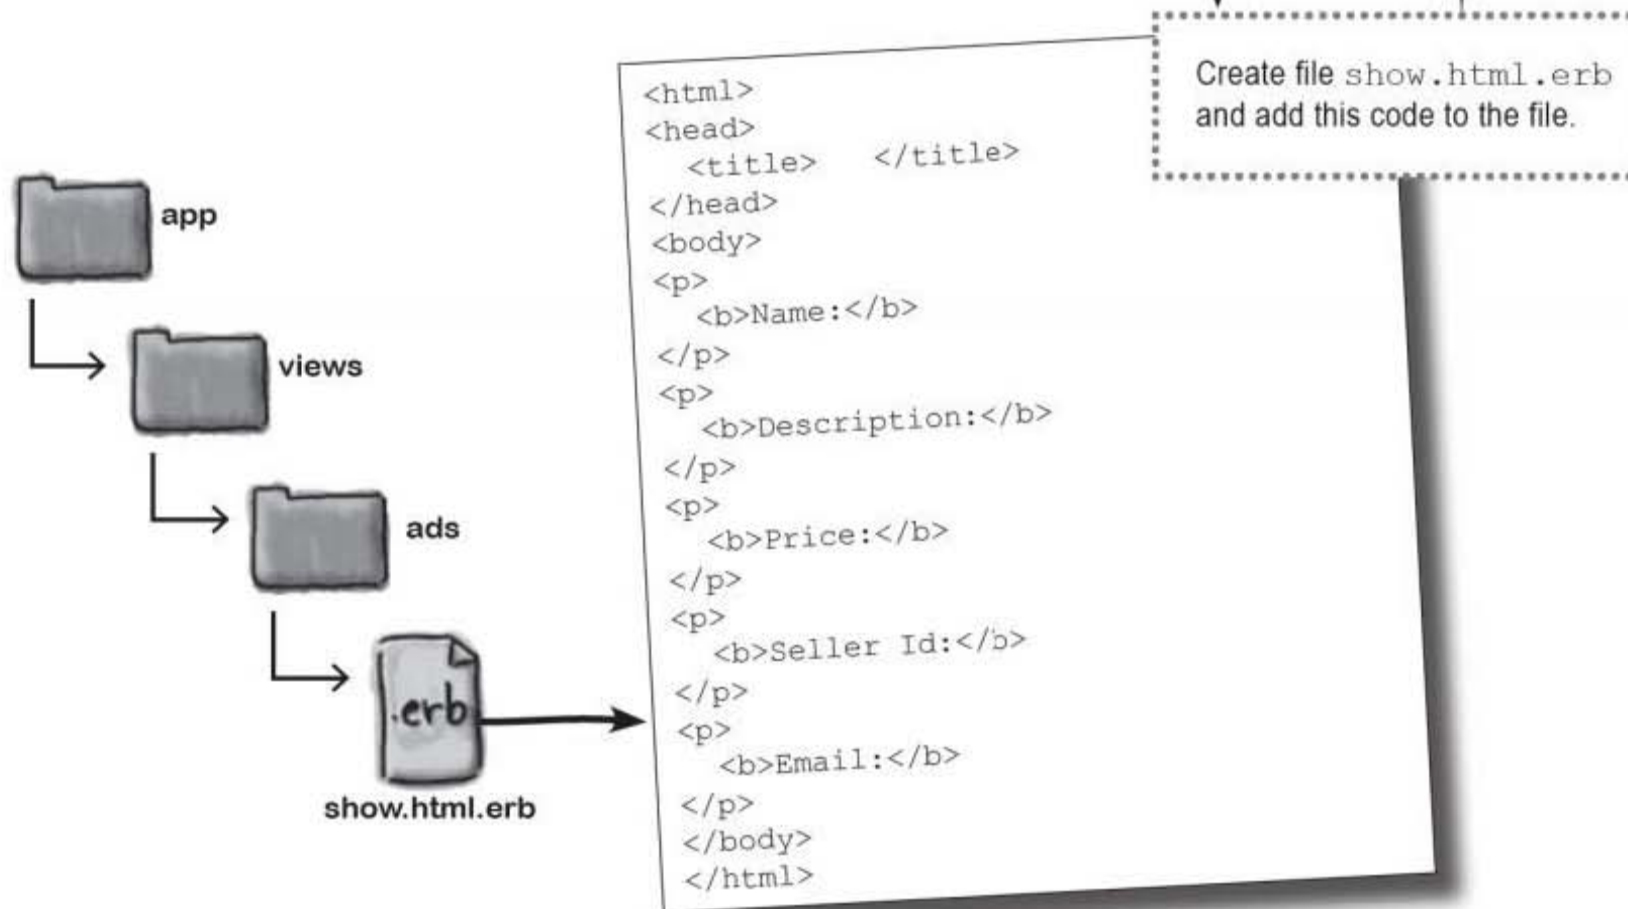 Create file show.html.erb
and add this code to the file.
app
views
ads
.erb
show.html.erb
<html>
<head>
  <title>   </title>
</head>
<body>
<p>
  <b>Name:</b>
</p>
<p>
  <b>Description:</b>
</p>
<p>
  <b>Price:</b>
</p>
<p>
  <b>Seller Id:</b>
</p>
<p>
  <b>Email:</b>
</p>
</body>
</html>